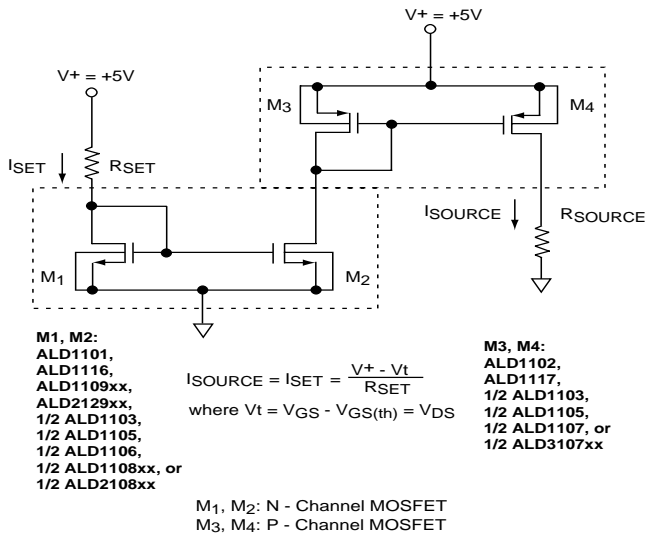 V+ = +5V
V+ = +5V
M3
M4
ISET
RSET
ISOURCE
RSOURCE
M1
M2
M1, M2:
ALD1101,
ALD1116,
ALD1109xx,
ALD2129xx,
1/2 ALD1103,
1/2 ALD1105,
1/2 ALD1106,
1/2 ALD1108xx, or
1/2 ALD2108xx
ISOURCE = ISET = V+ - Vt / RSET
where Vt = VGS - VGS(th) = VDS
M3, M4:
ALD1102,
ALD1117,
1/2 ALD1103,
1/2 ALD1105,
1/2 ALD1107, or
1/2 ALD3107xx
M1, M2: N - Channel MOSFET
M3, M4: P - Channel MOSFET